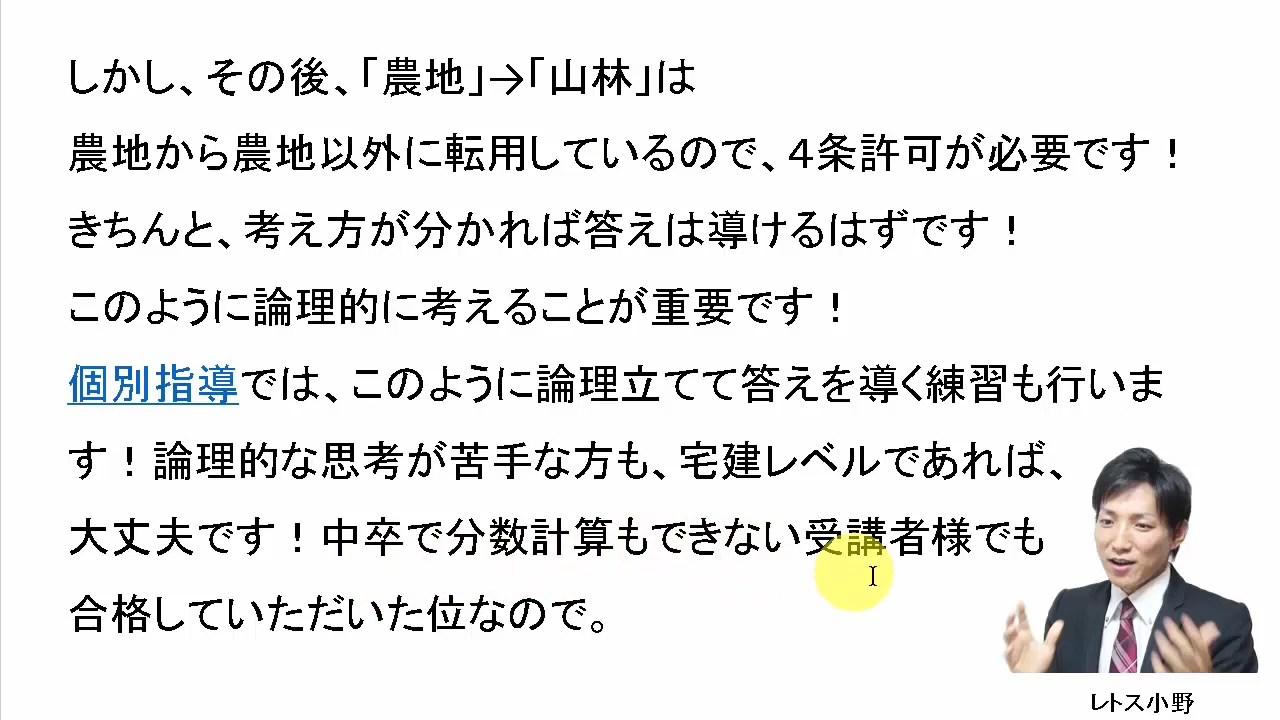 しかし、その後、「農地」→「山林」は
農地から農地以外に転用しているので、４条許可が必要です！
きちんと、考え方が分かれば答えは導けるはずです！
このように論理的に考えることが重要です！
個別指導では、このように論理立てて答えを導く練習も行いま
す！論理的な思考が苦手な方も、宅建レベルであれば、
大丈夫です！中卒で分数計算もできない受講者様でも
合格していただいた位なので。
レトス小野